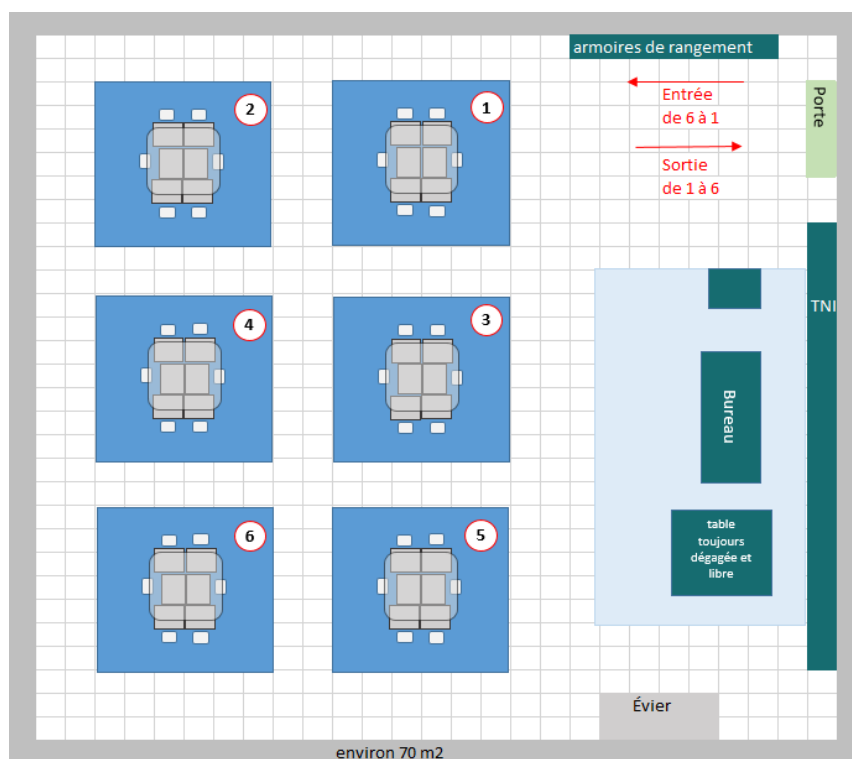 armoires de rangement
2
1
Entrée
de 6 à 1
Porte
Sortie
de 1 à 6
4
3
TNI
Bureau
6
5
table
toujours
dégagée et
libre
Évier
environ 70 m2